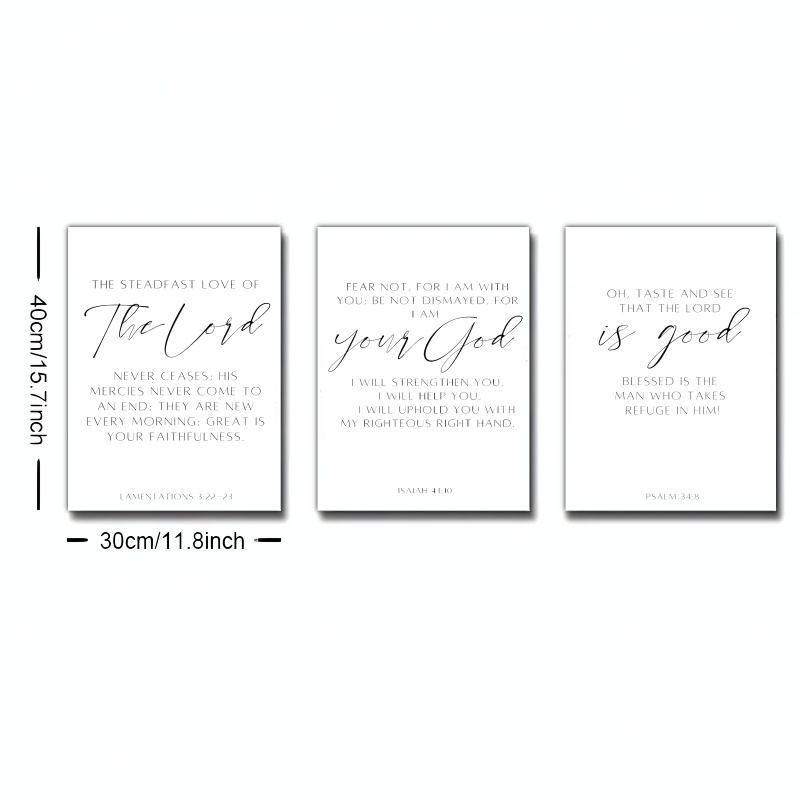 40cm/15.7inch
THE STEADFAST LOVE OF
The Lord
NEVER CEASES; HIS
MERCIES NEVER COME TO
AN END; THEY ARE NEW
EVERY MORNING; GREAT IS
YOUR FAITHFULNESS.
LAMENTATIONS 3:22-23
30cm/11.8inch
FEAR NOT, FOR I AM WITH
YOU; BE NOT DISMAYED, FOR
I AM
your God
I WILL STRENGTHEN YOU,
I WILL HELP YOU,
I WILL UPHOLD YOU WITH
MY RIGHTEOUS RIGHT HAND.
ISAIAH 41:10
OH, TASTE AND SEE
THAT THE LORD
is good
BLESSED IS THE
MAN WHO TAKES
REFUGE IN HIM!
PSALM 34:8